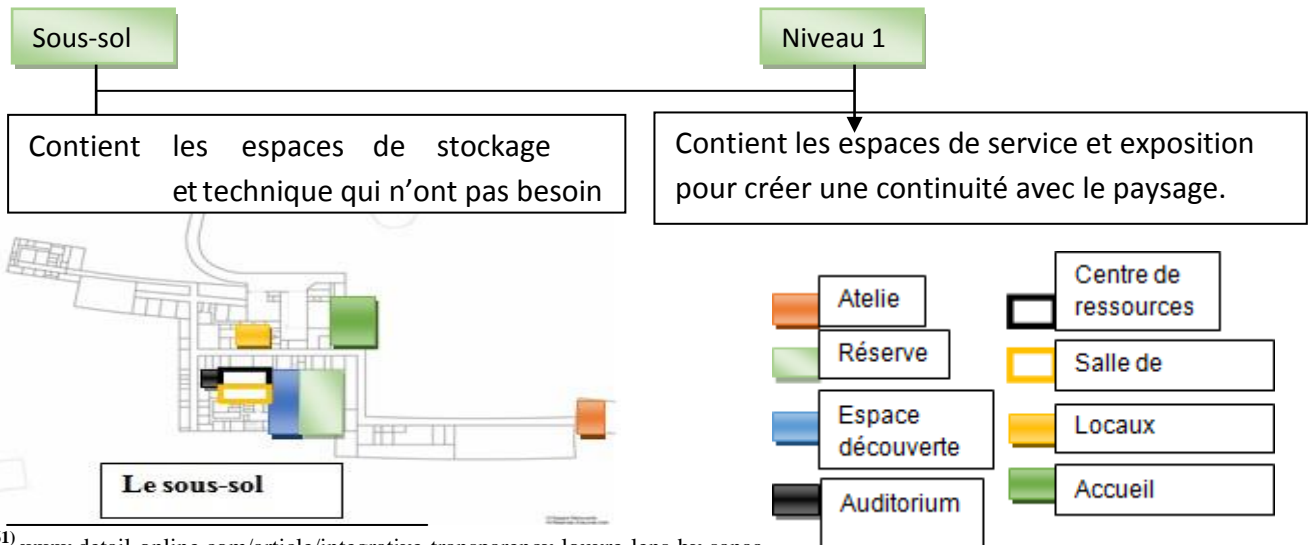 Sous-sol
Niveau 1
Contient les espaces de stockage
et technique qui n'ont pas besoin
Contient les espaces de service et exposition
pour créer une continuité avec le paysage.
Atelie
Réserve
Espace
découverte
Auditorium
Centre de
ressources
Salle de
Locaux
Accueil
Le sous-sol